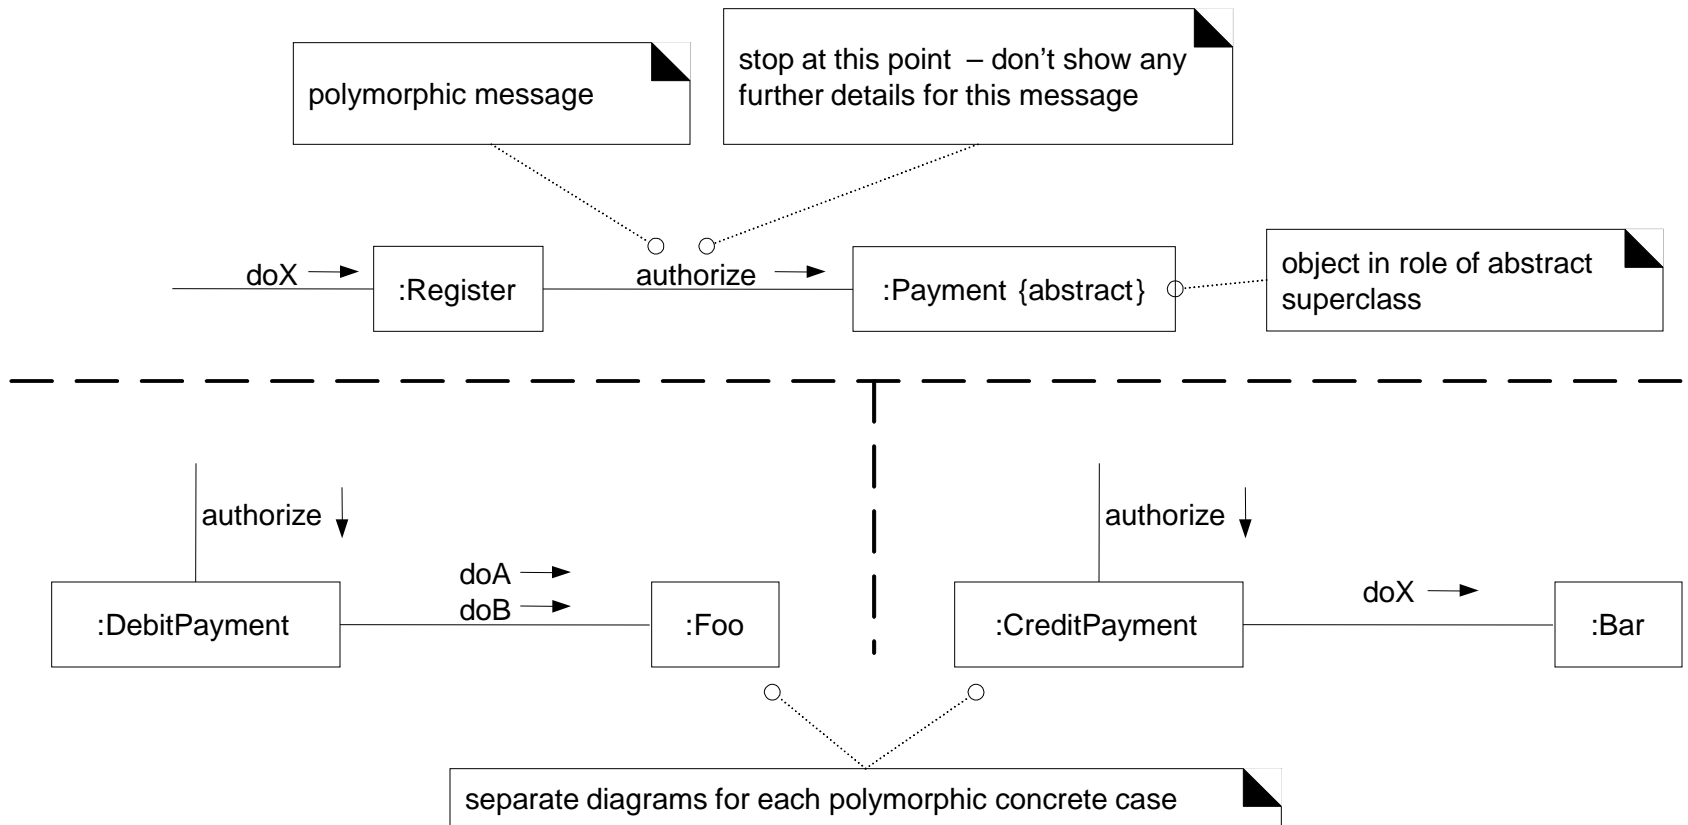 polymorphic message
stop at this point – don't show any
further details for this message
doX
:Register
authorize
:Payment {abstract}
object in role of abstract
superclass
authorize
authorize
doA
doB
doX
:DebitPayment
:Foo
:CreditPayment
:Bar
separate diagrams for each polymorphic concrete case